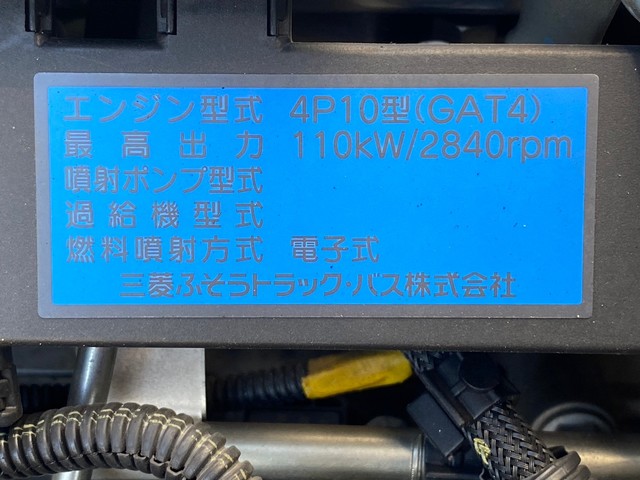 エンジン型式 4P10型(GAT4)
最高出力 110kW/2840rpm
噴射ポンプ型式
過給機型式
燃料噴射方式 電子式
三菱ふそうトラック・バス株式会社